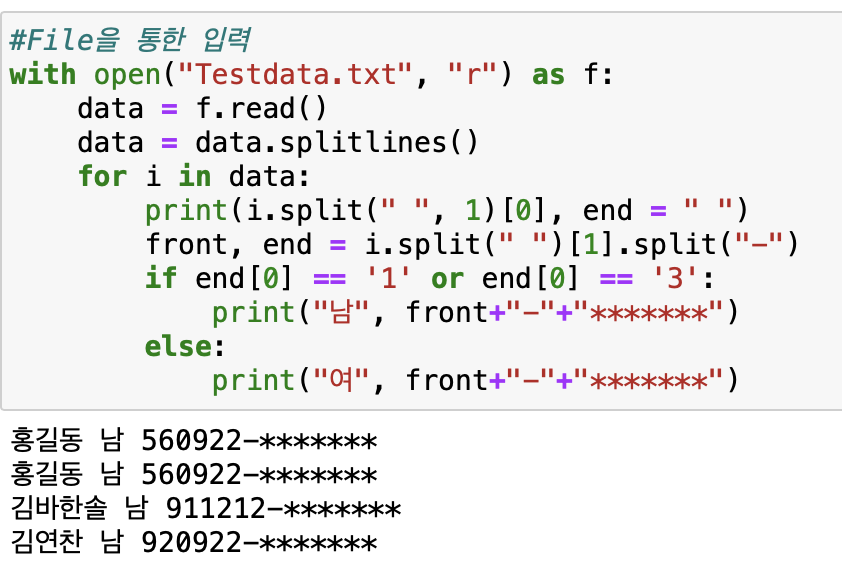 #File을 통한 입력
with open("Testdata.txt", "r") as f:
    data = f.read()
    data = data.splitlines()
    for i in data:
        print(i.split(" ", 1)[0], end = " ")
        front, end = i.split(" ")[1].split("-")
        if end[0] == '1' or end[0] == '3':
            print("남", front+"-"+"*******")
        else:
            print("여", front+"-"+"*******")
홍길동 남 560922-*******
홍길동 남 560922-*******
김바한솔 남 911212-*******
김연찬 남 920922-*******